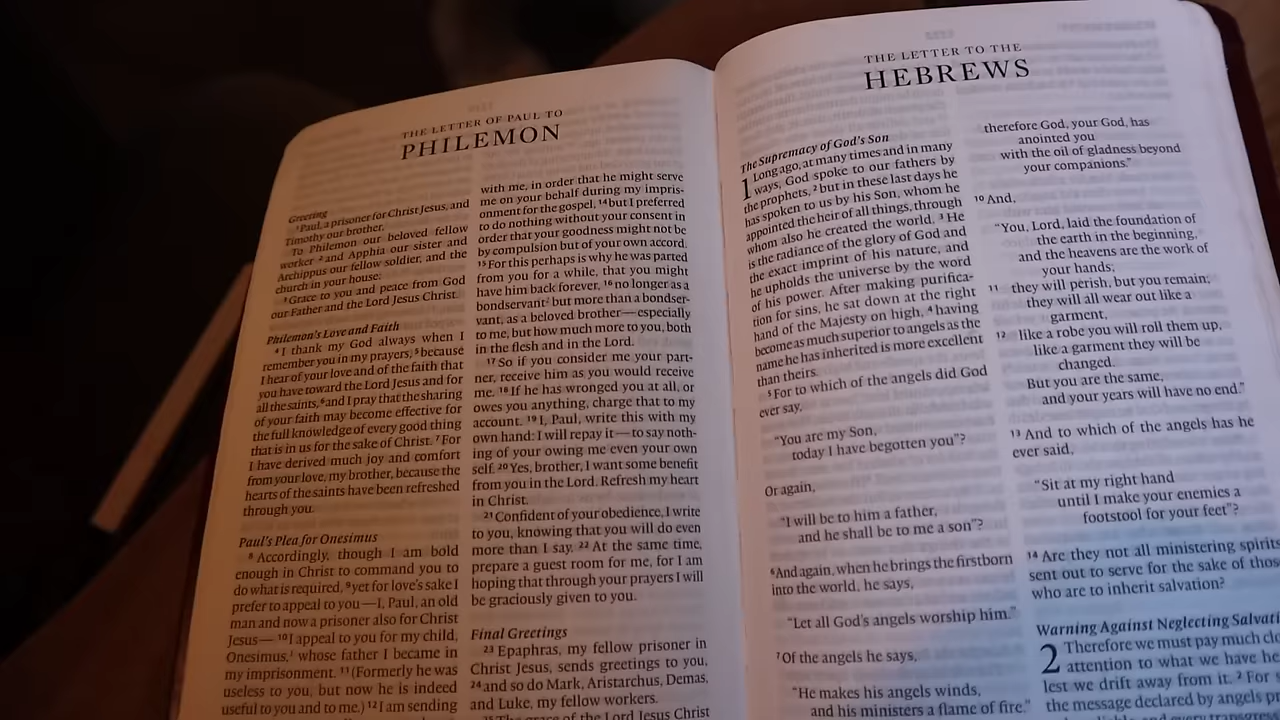 THE LETTER OF PAUL TO
PHILEMON
Greeting
¹Paul, a prisoner for Christ Jesus, and
Timothy our brother,
To Philemon our beloved fellow
worker ²and Apphia our sister and
Archippus our fellow soldier, and the
church in your house:
³Grace to you and peace from God
our Father and the Lord Jesus Christ.
Philemon's Love and Faith
⁴I thank my God always when I
remember you in my prayers, ⁵because
I hear of your love and of the faith that
you have toward the Lord Jesus and for
all the saints, ⁶and I pray that the sharing
of your faith may become effective for
the full knowledge of every good thing
that is in us for the sake of Christ. ⁷For
I have derived much joy and comfort
from your love, my brother, because the
hearts of the saints have been refreshed
through you.
Paul's Plea for Onesimus
⁸Accordingly, though I am bold
enough in Christ to command you to
do what is required, ⁹yet for love's sake I
prefer to appeal to you—I, Paul, an old
man and now a prisoner also for Christ
Jesus— ¹⁰I appeal to you for my child,
Onesimus,¹ whose father I became in
my imprisonment. ¹¹(Formerly he was
useless to you, but now he is indeed
useful to you and to me.) ¹²I am sending
with me, in order that he might serve
me on your behalf during my impris-
onment for the gospel, ¹⁴but I preferred
to do nothing without your consent in
order that your goodness might not be
by compulsion but of your own accord.
¹⁵For this perhaps is why he was parted
from you for a while, that you might
have him back forever, ¹⁶no longer as a
bondservant² but more than a bondser-
vant, as a beloved brother—especially
to me, but how much more to you, both
in the flesh and in the Lord.
¹⁷So if you consider me your part-
ner, receive him as you would receive
me. ¹⁸If he has wronged you at all, or
owes you anything, charge that to my
account. ¹⁹I, Paul, write this with my
own hand: I will repay it—to say noth-
ing of your owing me even your own
self. ²⁰Yes, brother, I want some benefit
from you in the Lord. Refresh my heart
in Christ.
²¹Confident of your obedience, I write
to you, knowing that you will do even
more than I say. ²²At the same time,
prepare a guest room for me, for I am
hoping that through your prayers I will
be graciously given to you.
Final Greetings
²³Epaphras, my fellow prisoner in
Christ Jesus, sends greetings to you,
²⁴and so do Mark, Aristarchus, Demas,
and Luke, my fellow workers.
²⁵The grace of the Lord Jesus Christ
THE LETTER TO THE
HEBREWS
The Supremacy of God's Son
1 Long ago, at many times and in many
ways, God spoke to our fathers by
the prophets, ²but in these last days he
has spoken to us by his Son, whom he
appointed the heir of all things, through
whom also he created the world. ³He
is the radiance of the glory of God and
the exact imprint of his nature, and
he upholds the universe by the word
of his power. After making purifica-
tion for sins, he sat down at the right
hand of the Majesty on high, ⁴having
become as much superior to angels as the
name he has inherited is more excellent
than theirs.
⁵For to which of the angels did God
ever say,
"You are my Son,
today I have begotten you"?
Or again,
"I will be to him a father,
and he shall be to me a son"?
⁶And again, when he brings the firstborn
into the world, he says,
"Let all God's angels worship him."
⁷Of the angels he says,
"He makes his angels winds,
and his ministers a flame of fire."
therefore God, your God, has
anointed you
with the oil of gladness beyond
your companions."
¹⁰And,
"You, Lord, laid the foundation of
the earth in the beginning,
and the heavens are the work of
your hands;
¹¹ they will perish, but you remain;
they will all wear out like a
garment,
¹² like a robe you will roll them up,
like a garment they will be
changed.
But you are the same,
and your years will have no end."
¹³And to which of the angels has he
ever said,
"Sit at my right hand
until I make your enemies a
footstool for your feet"?
¹⁴Are they not all ministering spirits
sent out to serve for the sake of those
who are to inherit salvation?
Warning Against Neglecting Salvati
2 Therefore we must pay much clo
attention to what we have he
lest we drift away from it. ²For s
the message declared by angels pr